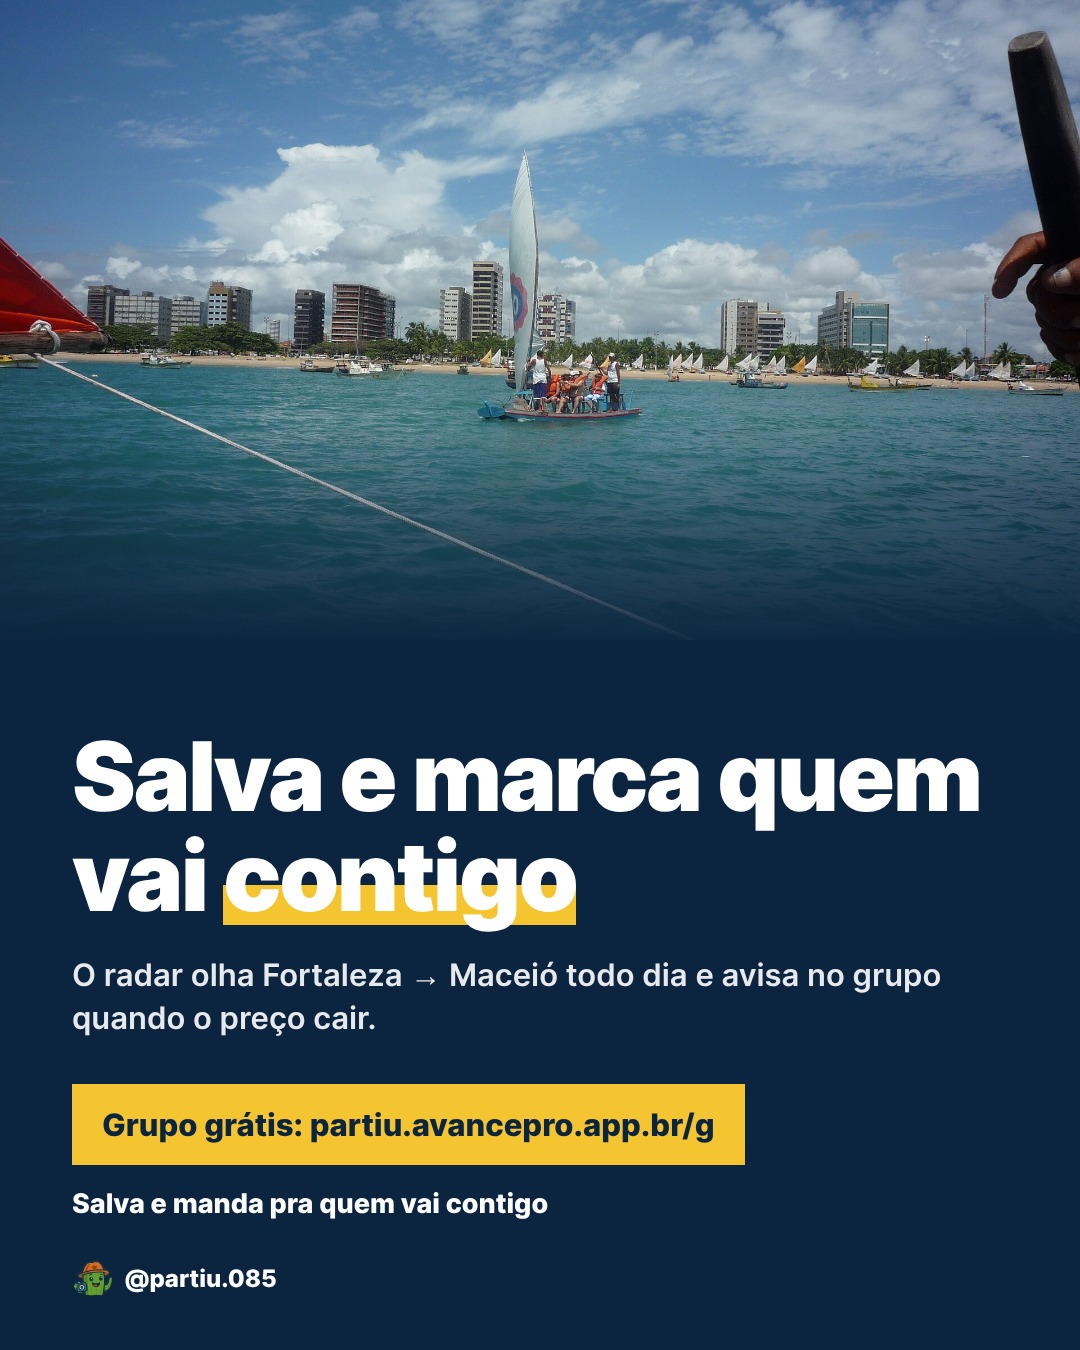 Salva e marca quem
vai contigo
O radar olha Fortaleza → Maceió todo dia e avisa no grupo
quando o preço cair.
Grupo grátis: partiu.avancepro.app.br/g
Salva e manda pra quem vai contigo
@partiu.085